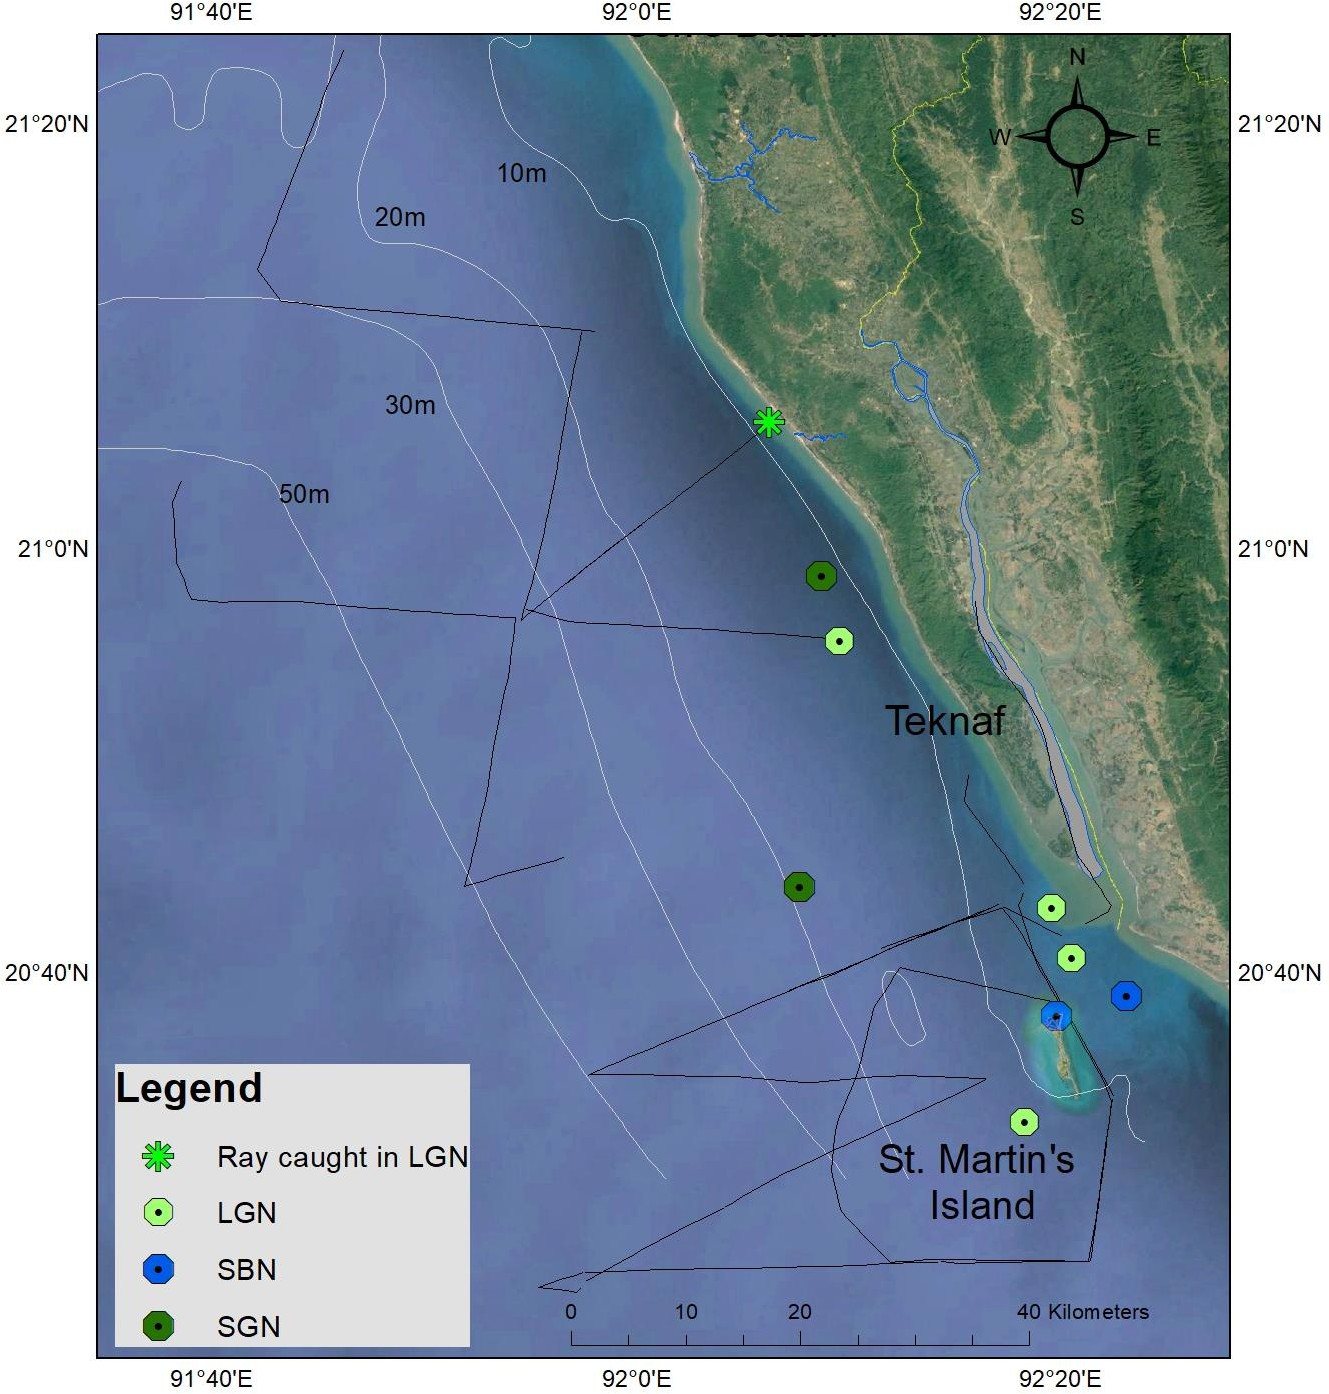 91°40'E 92°0'E 92°20'E
N
21°20'N 21°20'N
W E
10m
S
20m
30m
50m
21°0'N 21°0'N
Teknaf
20°40'N 20°40'N
Legend
Ray caught in LGN
St. Martin's
Island
LGN
SBN
SGN
0 10 20 40 Kilometers
91°40'E 92°0'E 92°20'E